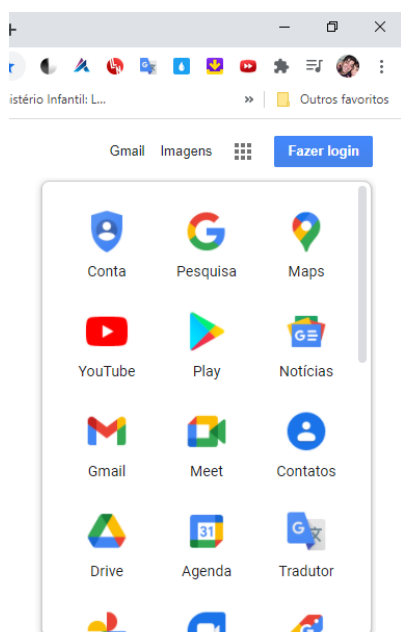 istério Infantil: L...
»
Outros favoritos
Gmail Imagens Fazer login
Conta Pesquisa Maps
YouTube Play Notícias
31
Gmail Meet Contatos
Drive Agenda Tradutor